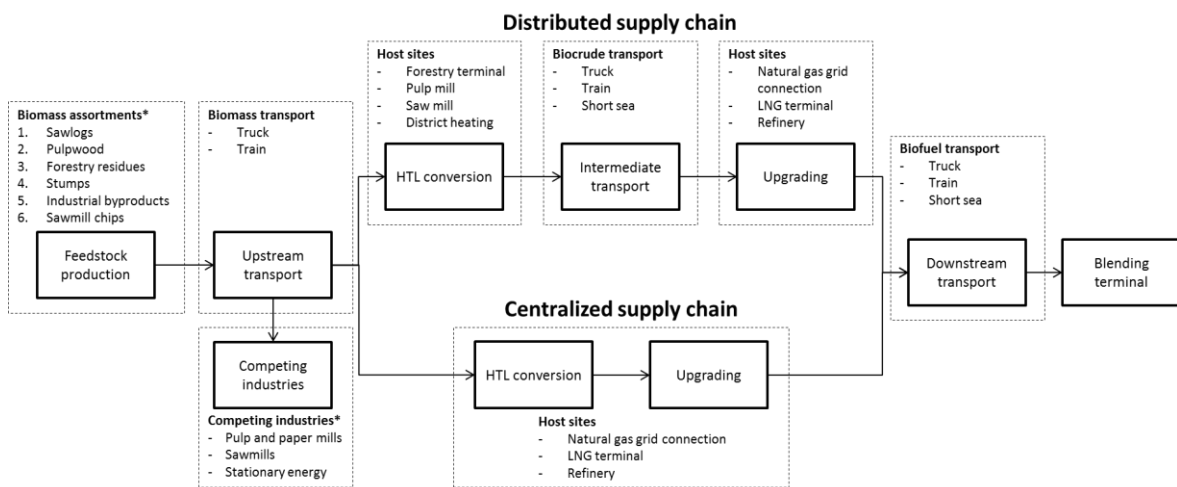 Distributed supply chain
Biomass assortments*
1. Sawlogs
2. Pulpwood
3. Forestry residues
4. Stumps
5. Industrial byproducts
6. Sawmill chips
Feedstock
production
Biomass transport
- Truck
- Train
Upstream
transport
Competing
industries
Competing industries*
- Pulp and paper mills
- Sawmills
- Stationary energy
Host sites
- Forestry terminal
- Pulp mill
- Saw mill
- District heating
HTL conversion
Biocrude transport
- Truck
- Train
- Short sea
Intermediate
transport
Host sites
- Natural gas grid
connection
- LNG terminal
- Refinery
Upgrading
Centralized supply chain
HTL conversion
Upgrading
Host sites
- Natural gas grid connection
- LNG terminal
- Refinery
Biofuel transport
- Truck
- Train
- Short sea
Downstream
transport
Blending
terminal